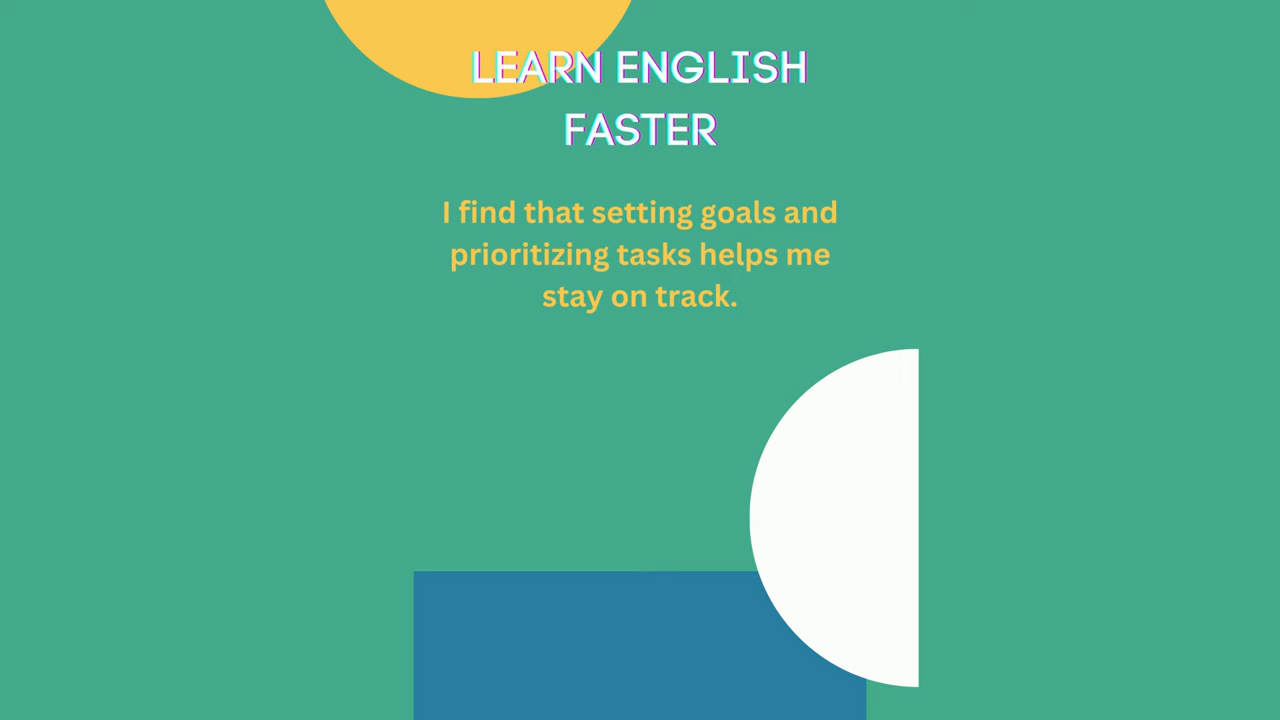 LEARN ENGLISH
FASTER
I find that setting goals and
prioritizing tasks helps me
stay on track.